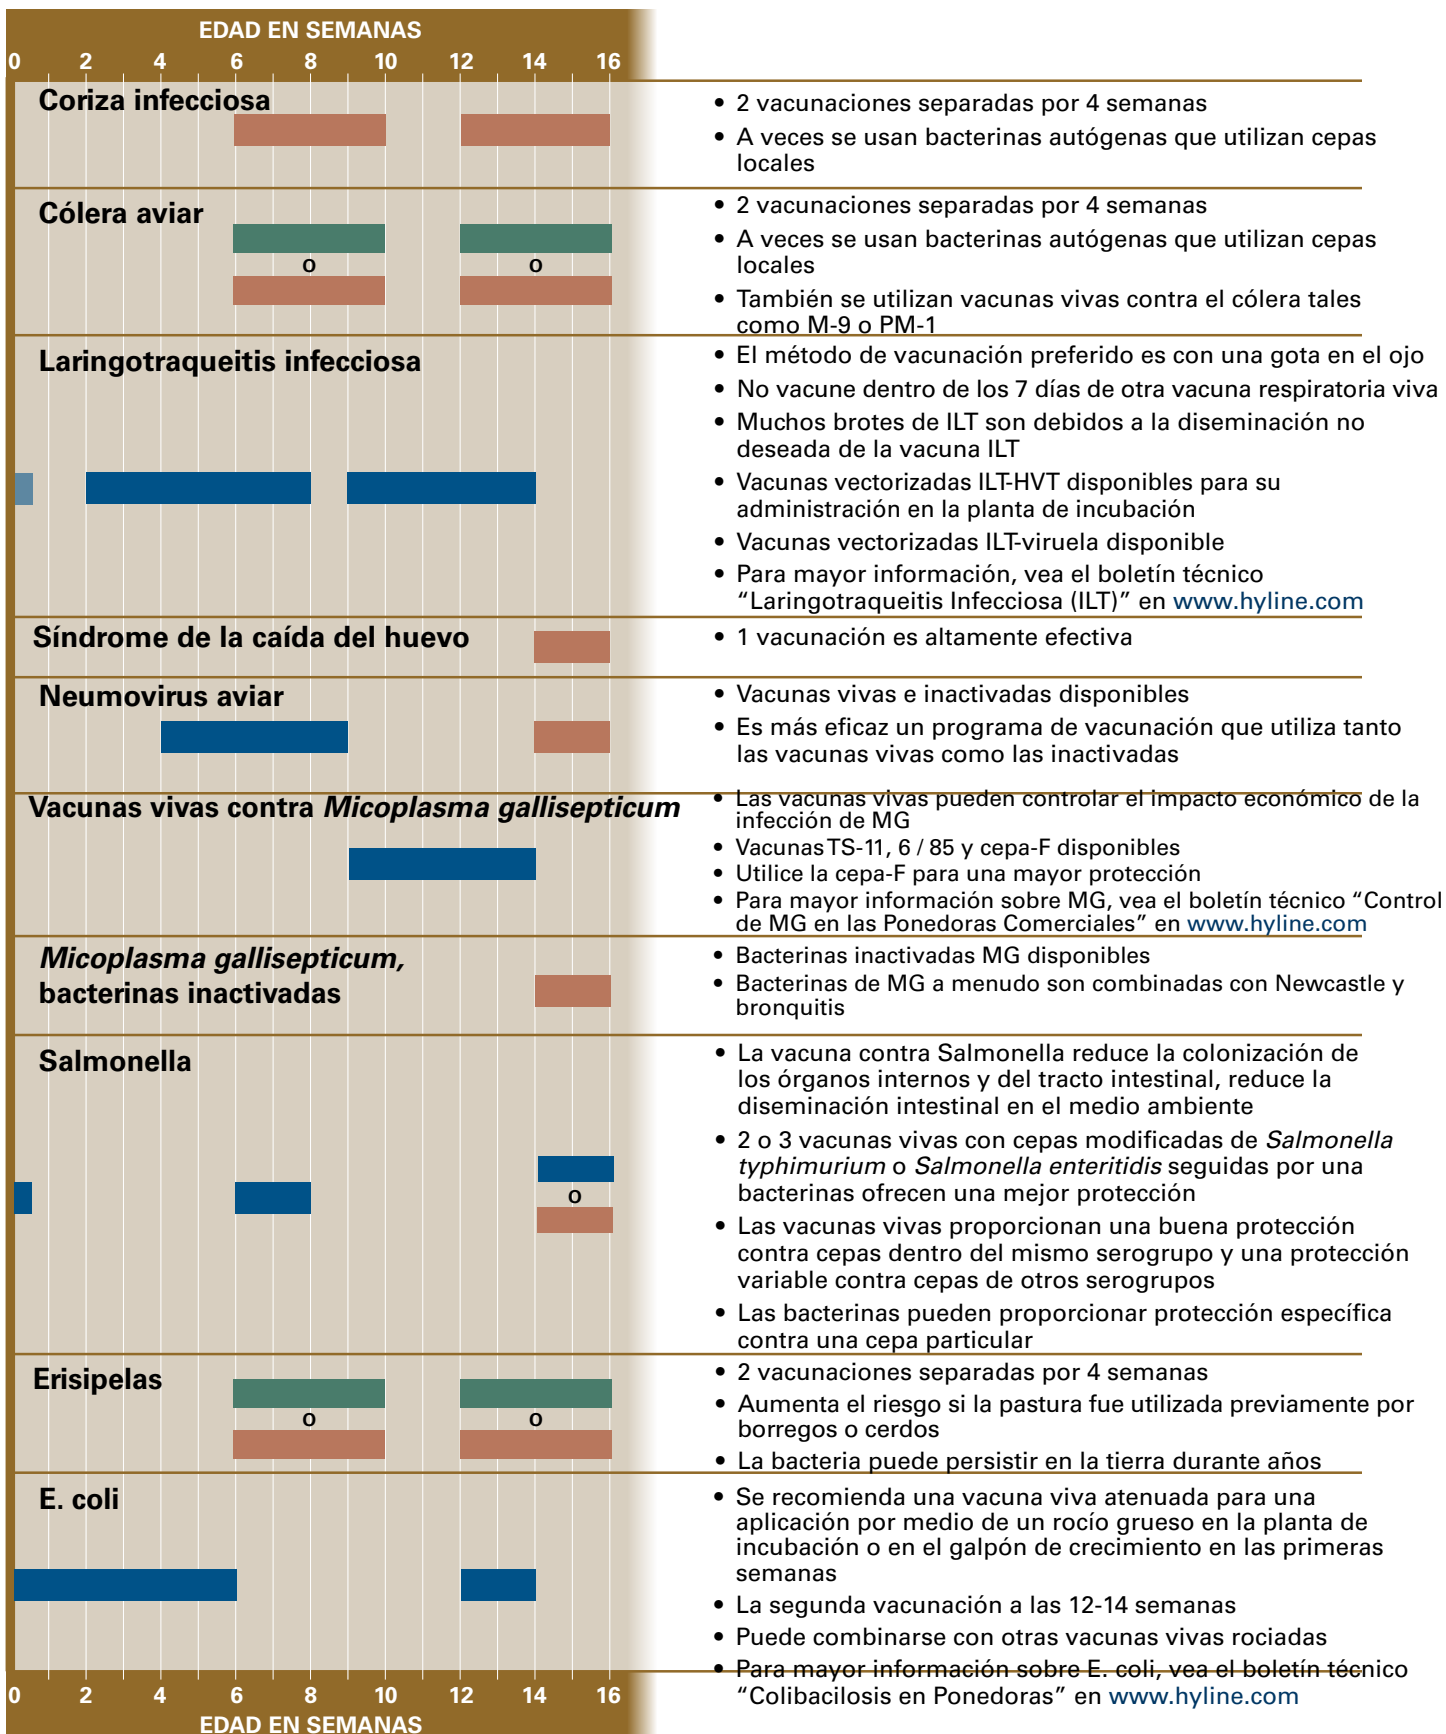 EDAD EN SEMANAS
0 2 4 6 8 10 12 14 16
Coriza infecciosa
• 2 vacunaciones separadas por 4 semanas
• A veces se usan bacterinas autógenas que utilizan cepas
locales
Cólera aviar
O O
• 2 vacunaciones separadas por 4 semanas
• A veces se usan bacterinas autógenas que utilizan cepas
locales
• También se utilizan vacunas vivas contra el cólera tales
como M-9 o PM-1
Laringotraqueitis infecciosa
• El método de vacunación preferido es con una gota en el ojo
• No vacune dentro de los 7 días de otra vacuna respiratoria viva
• Muchos brotes de ILT son debidos a la diseminación no
deseada de la vacuna ILT
• Vacunas vectorizadas ILT-HVT disponibles para su
administración en la planta de incubación
• Vacunas vectorizadas ILT-viruela disponible
• Para mayor información, vea el boletín técnico
“Laringotraqueitis Infecciosa (ILT)” en www.hyline.com
Síndrome de la caída del huevo
• 1 vacunación es altamente efectiva
Neumovirus aviar
• Vacunas vivas e inactivadas disponibles
• Es más eficaz un programa de vacunación que utiliza tanto
las vacunas vivas como las inactivadas
Vacunas vivas contra Micoplasma gallisepticum
• Las vacunas vivas pueden controlar el impacto económico de la
infección de MG
• Vacunas TS-11, 6 / 85 y cepa-F disponibles
• Utilice la cepa-F para una mayor protección
• Para mayor información sobre MG, vea el boletín técnico “Control
de MG en las Ponedoras Comerciales” en www.hyline.com
Micoplasma gallisepticum,
bacterinas inactivadas
• Bacterinas inactivadas MG disponibles
• Bacterinas de MG a menudo son combinadas con Newcastle y
bronquitis
Salmonella
O
• La vacuna contra Salmonella reduce la colonización de
los órganos internos y del tracto intestinal, reduce la
diseminación intestinal en el medio ambiente
• 2 o 3 vacunas vivas con cepas modificadas de Salmonella
typhimurium o Salmonella enteritidis seguidas por una
bacterinas ofrecen una mejor protección
• Las vacunas vivas proporcionan una buena protección
contra cepas dentro del mismo serogrupo y una protección
variable contra cepas de otros serogrupos
• Las bacterinas pueden proporcionar protección específica
contra una cepa particular
Erisipelas
O O
• 2 vacunaciones separadas por 4 semanas
• Aumenta el riesgo si la pastura fue utilizada previamente por
borregos o cerdos
• La bacteria puede persistir en la tierra durante años
E. coli
• Se recomienda una vacuna viva atenuada para una
aplicación por medio de un rocío grueso en la planta de
incubación o en el galpón de crecimiento en las primeras
semanas
• La segunda vacunación a las 12-14 semanas
• Puede combinarse con otras vacunas vivas rociadas
• Para mayor información sobre E. coli, vea el boletín técnico
“Colibacilosis en Ponedoras” en www.hyline.com
0 2 4 6 8 10 12 14 16
EDAD EN SEMANAS